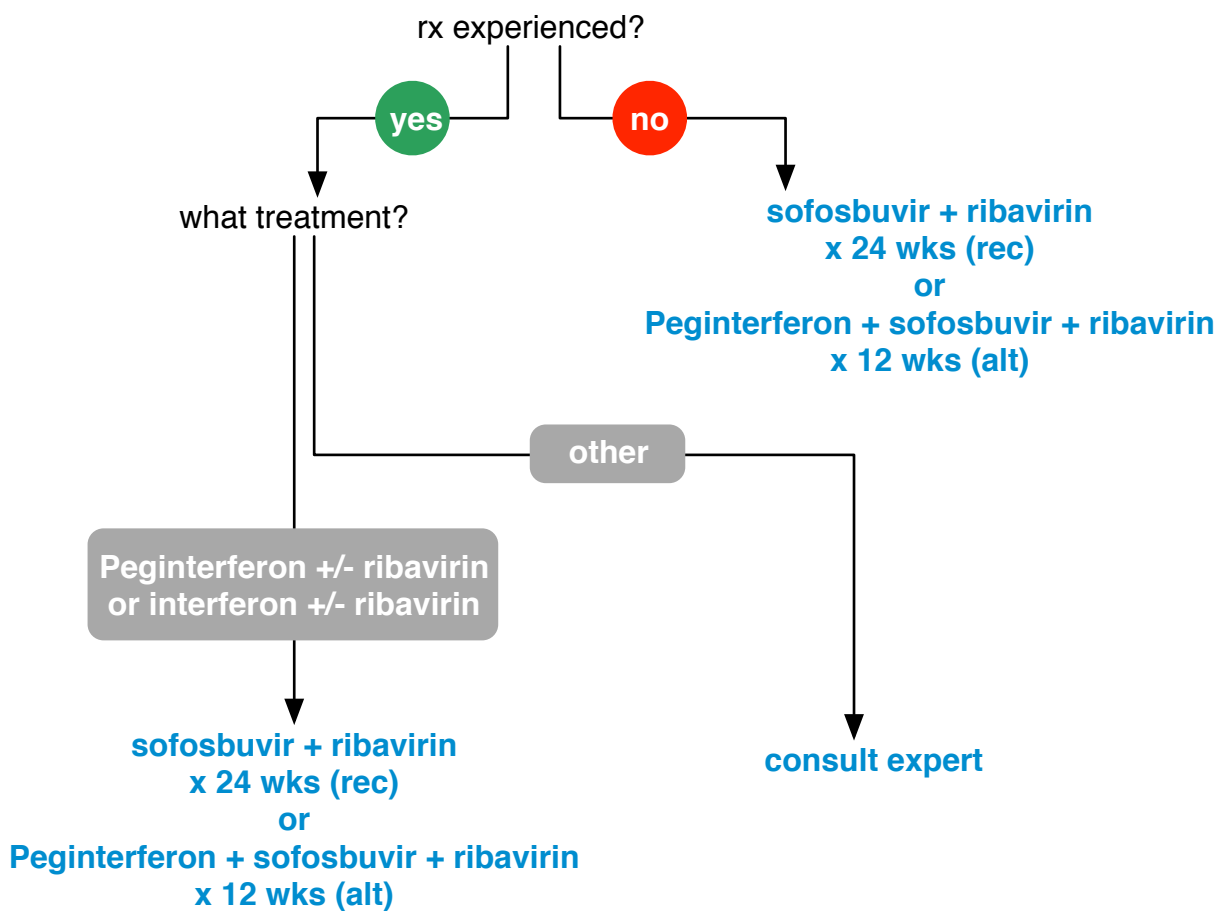 rx experienced?
yes
no
what treatment?
sofosbuvir + ribavirin
x 24 wks (rec)
or
Peginterferon + sofosbuvir + ribavirin
x 12 wks (alt)
other
Peginterferon +/- ribavirin
or interferon +/- ribavirin
sofosbuvir + ribavirin
x 24 wks (rec)
or
Peginterferon + sofosbuvir + ribavirin
x 12 wks (alt)
consult expert